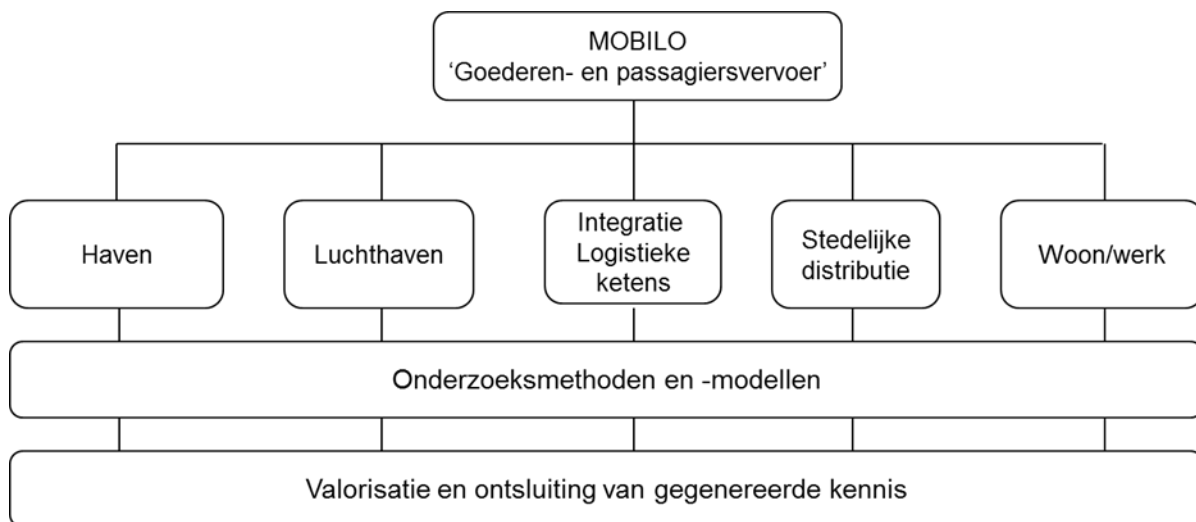 MOBILO
‘Goederen- en passagiersvervoer’
Haven
Luchthaven
Integratie
Logistieke
ketens
Stedelijke
distributie
Woon/werk
Onderzoeksmethoden en -modellen
Valorisatie en ontsluiting van gegenereerde kennis